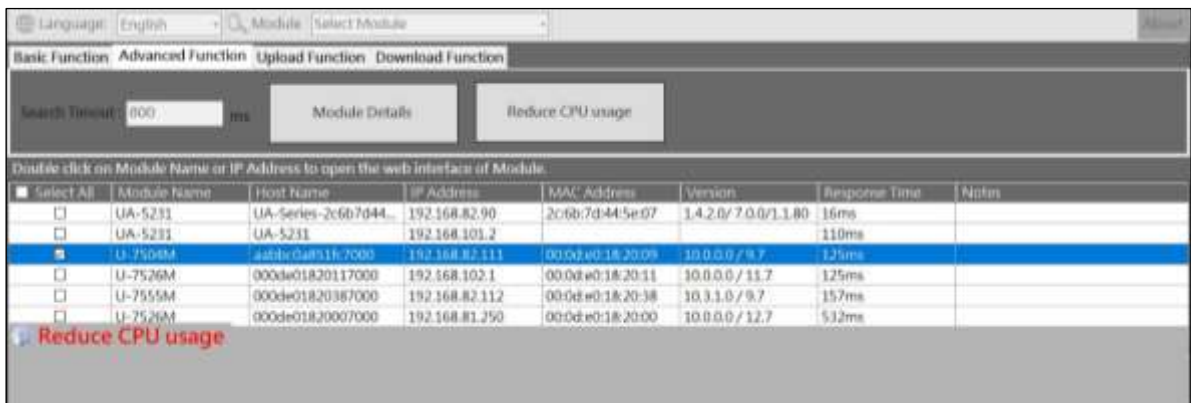 Language: English Module Select Module About
Basic Function Advanced Function Upload Function Download Function
Search Timeout: 800 ms Module Details Reduce CPU usage
Double click on Module Name or IP Address to open the web interface of Module.
Select All Module Name Host Name IP Address MAC Address Version Response Time Notes
UA-5231 UA-Series-2c6b7d44... 192.168.82.90 2c:6b:7d:44:5e:07 1.4.2.0/ 7.0.0/1.1.80 16ms
UA-5231 UA-5231 192.168.101.2 110ms
U-7504M 192.168.82.111 00:0d:e0:18:20:09 10.0.0.0 / 9.7 125ms
U-7526M 000de01820117000 192.168.102.1 00:0d:e0:18:20:11 10.0.0.0 / 11.7 125ms
U-7555M 000de01820387000 192.168.82.112 00:0d:e0:18:20:38 10.3.1.0 / 9.7 157ms
U-7526M 000de01820007000 192.168.81.250 00:0d:e0:18:20:00 10.0.0.0 / 12.7 532ms
Reduce CPU usage